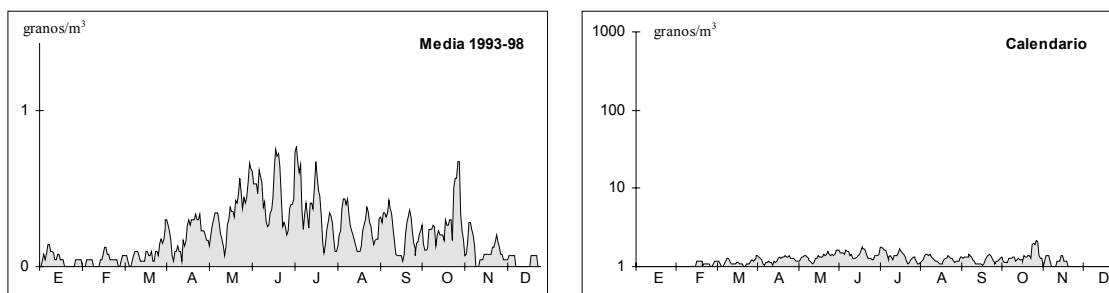 granos/m³
Media 1993-98
1
0
E F M A M J J A S O N D
granos/m³
Calendario
1000
100
10
1
E F M A M J J A S O N D